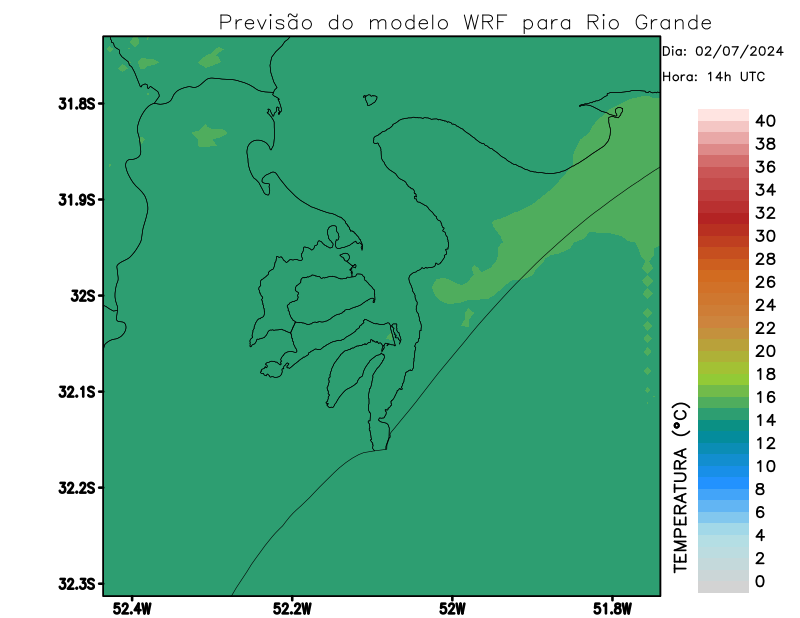 Previsão do modelo WRF para Rio Grande
Dia: 02/07/2024
Hora: 14h UTC
31.8S
31.9S
32S
32.1S
32.2S
32.3S
52.4W
52.2W
52W
51.8W
TEMPERATURA (°C)
40
38
36
34
32
30
28
26
24
22
20
18
16
14
12
10
8
6
4
2
0